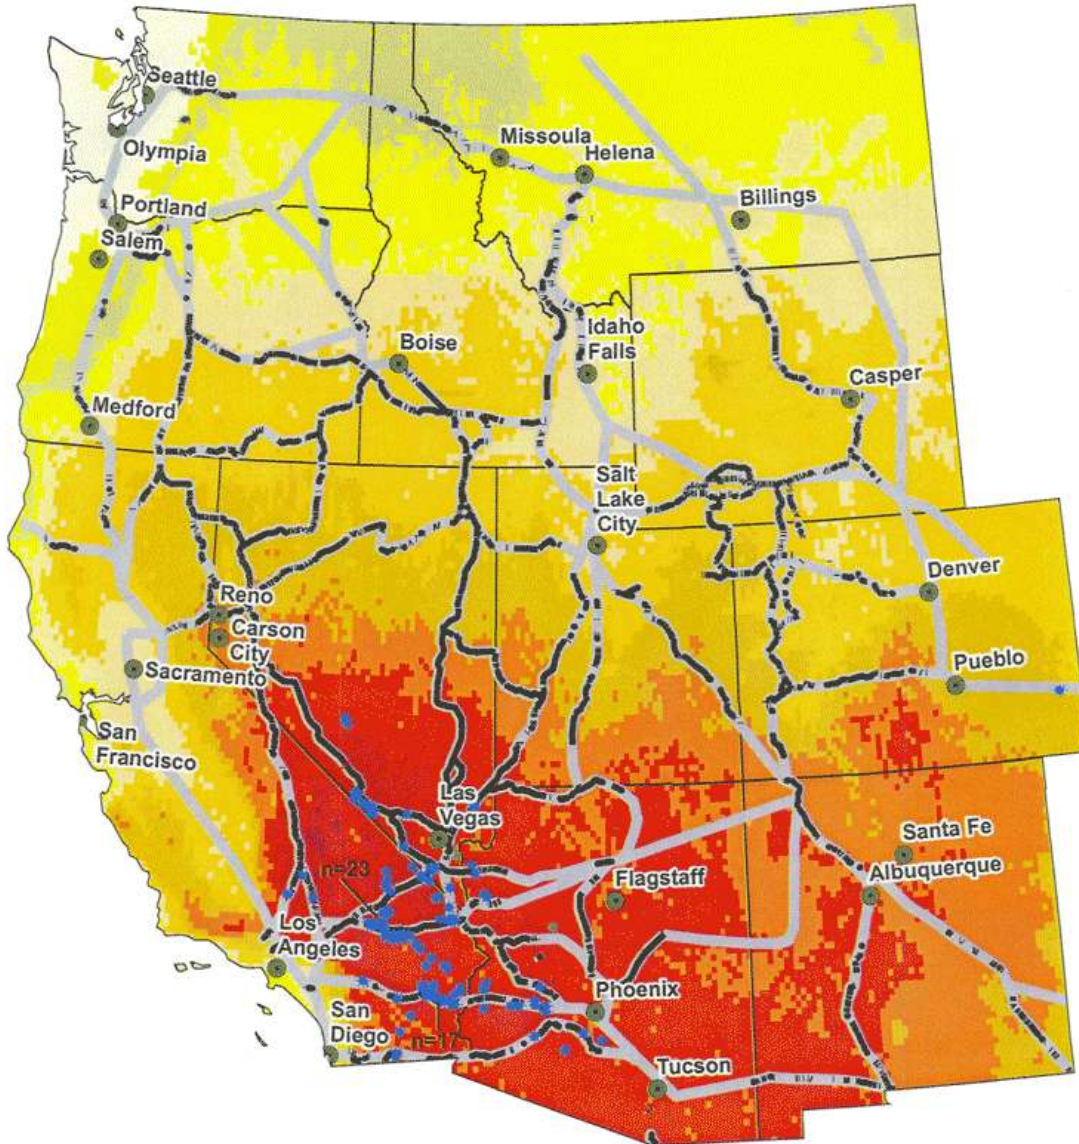 Seattle
Olympia
Missoula
Helena
Portland
Billings
Salem
Idaho
Falls
Boise
Casper
Medford
Salt
Lake
City
Reno
Denver
Carson
City
Sacramento
Pueblo
San
Francisco
Las
Vegas
Santa Fe
n=23
Flagstaff
Albuquerque
Los
Angeles
Phoenix
San
Diego
n=17
Tucson